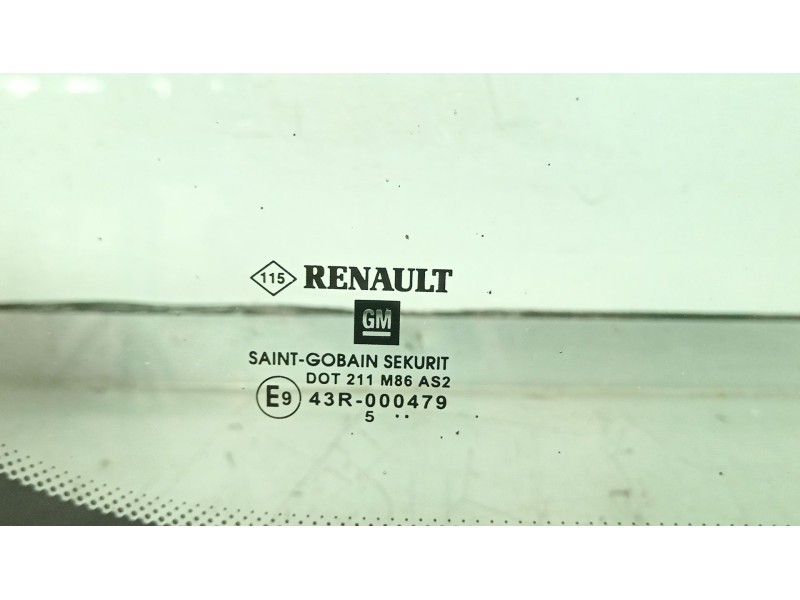 115 RENAULT
GM
SAINT-GOBAIN SEKURIT
DOT 211 M86 AS2
E9 43R-000479
5 ..